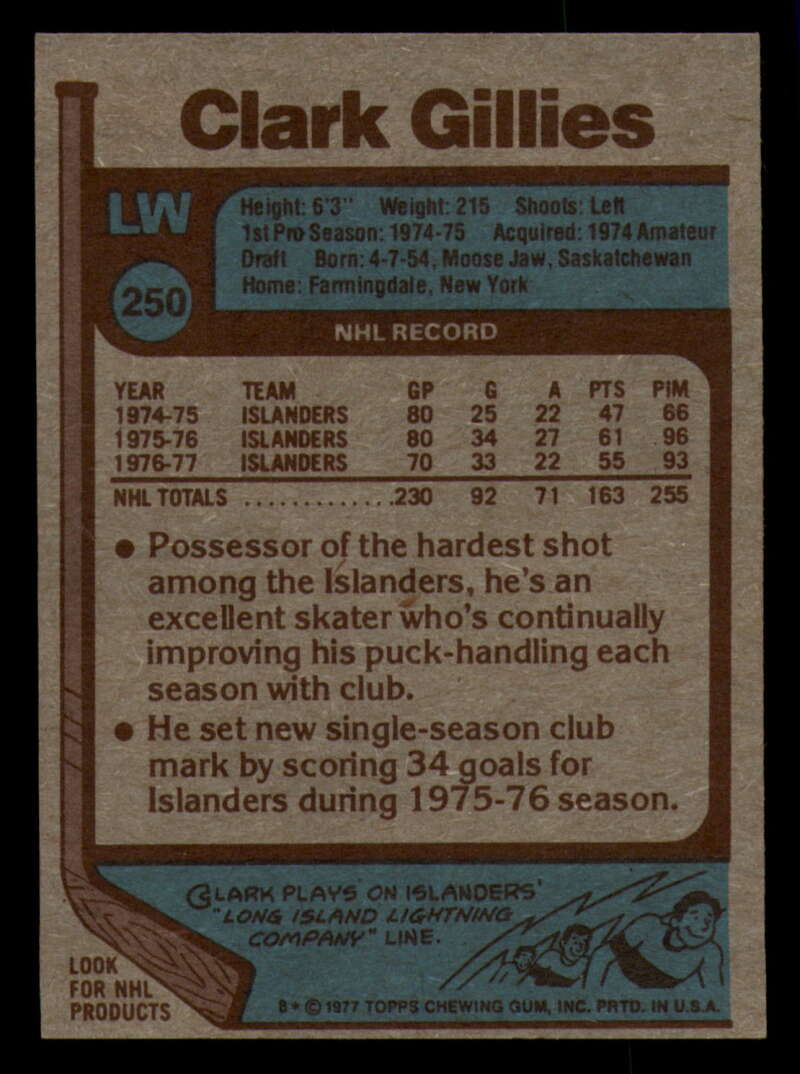 Clark Gillies
LW
Height: 6'3" Weight: 215 Shoots: Left
1st Pro Season: 1974-75 Acquired: 1974 Amateur
Draft Born: 4-7-54, Moose Jaw, Saskatchewan
Home: Farmingdale, New York
250
NHL RECORD
YEAR TEAM GP G A PTS PIM
1974-75 ISLANDERS 80 25 22 47 66
1975-76 ISLANDERS 80 34 27 61 96
1976-77 ISLANDERS 70 33 22 55 93
NHL TOTALS .............230 92 71 163 255
● Possessor of the hardest shot
among the Islanders, he's an
excellent skater who's continually
improving his puck-handling each
season with club.
● He set new single-season club
mark by scoring 34 goals for
Islanders during 1975-76 season.
CLARK PLAYS ON ISLANDERS'
"LONG ISLAND LIGHTNING
COMPANY" LINE.
LOOK
FOR NHL
PRODUCTS
B* © 1977 TOPPS CHEWING GUM, INC. PRTD. IN U.S.A.